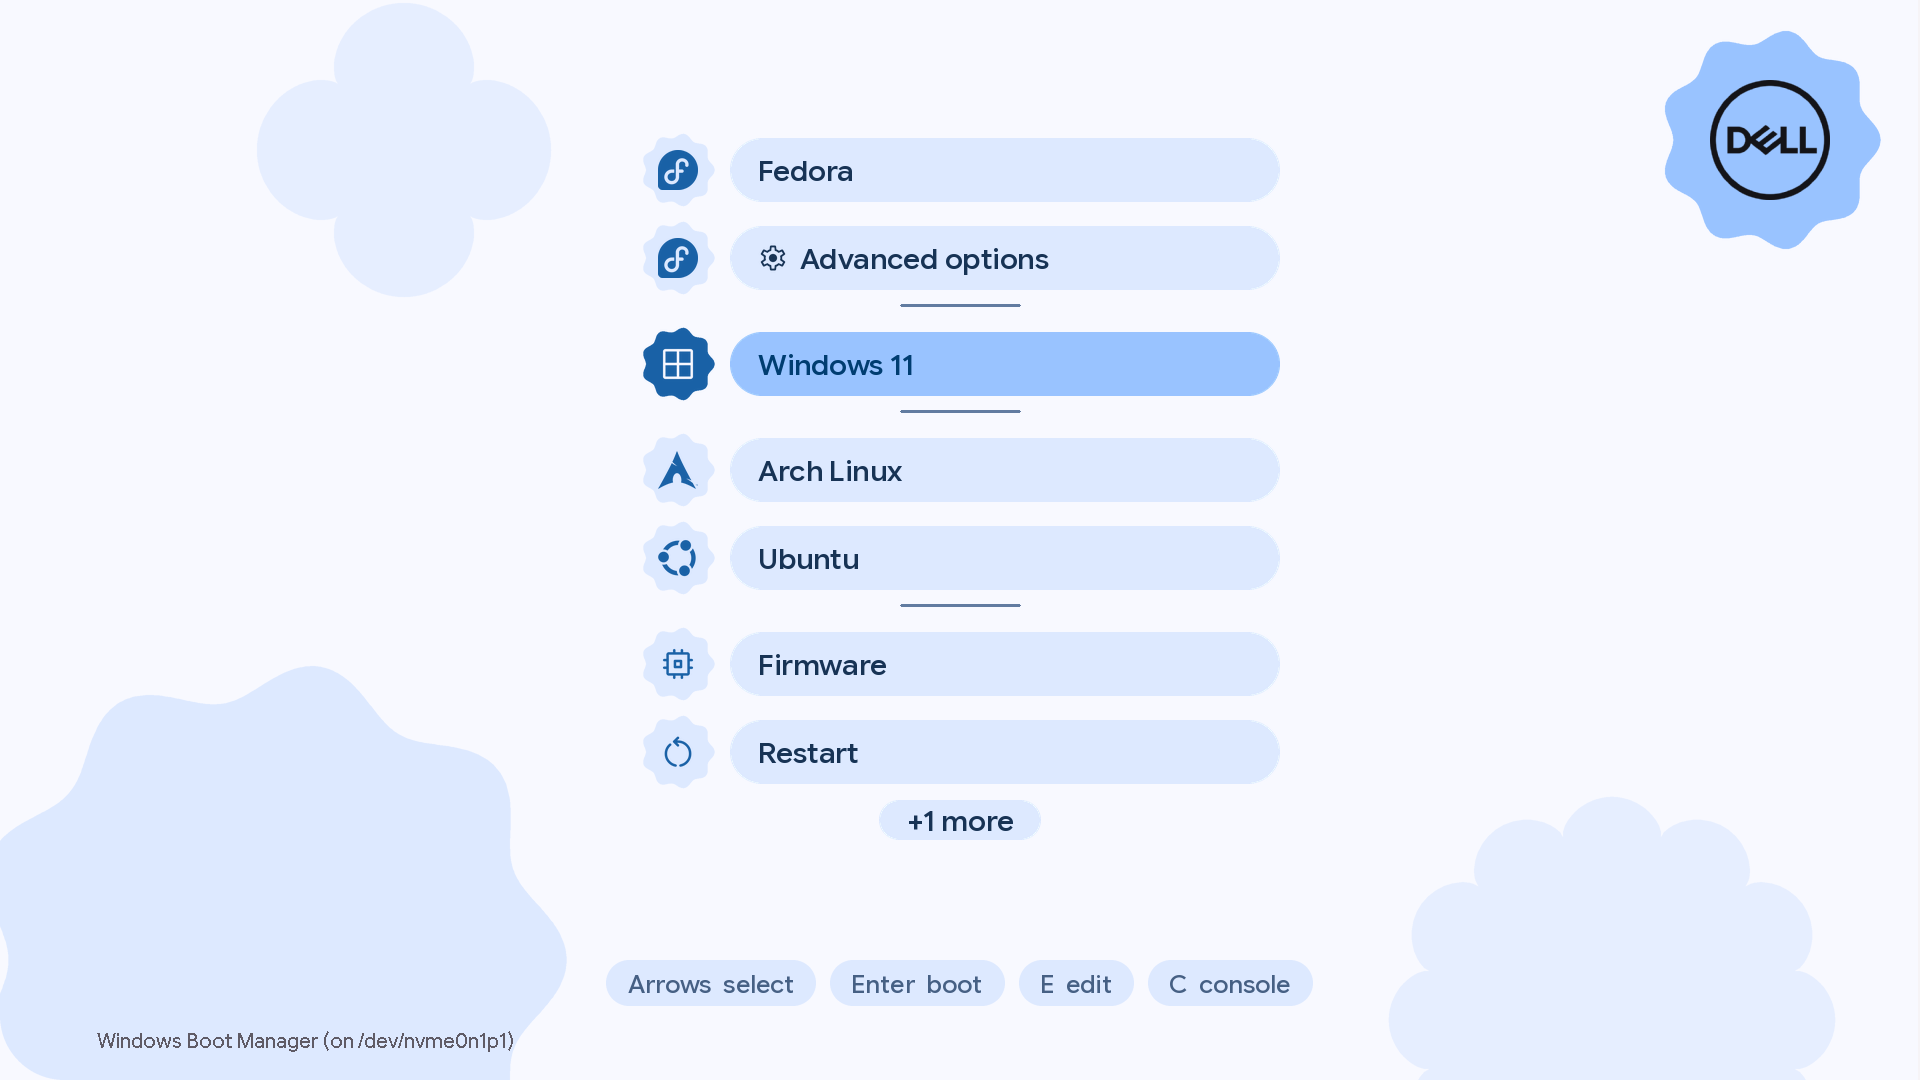 DELL
Fedora
Advanced options
Windows 11
Arch Linux
Ubuntu
Firmware
Restart
+1 more
Arrows select
Enter boot
E edit
C console
Windows Boot Manager (on /dev/nvme0n1p1)